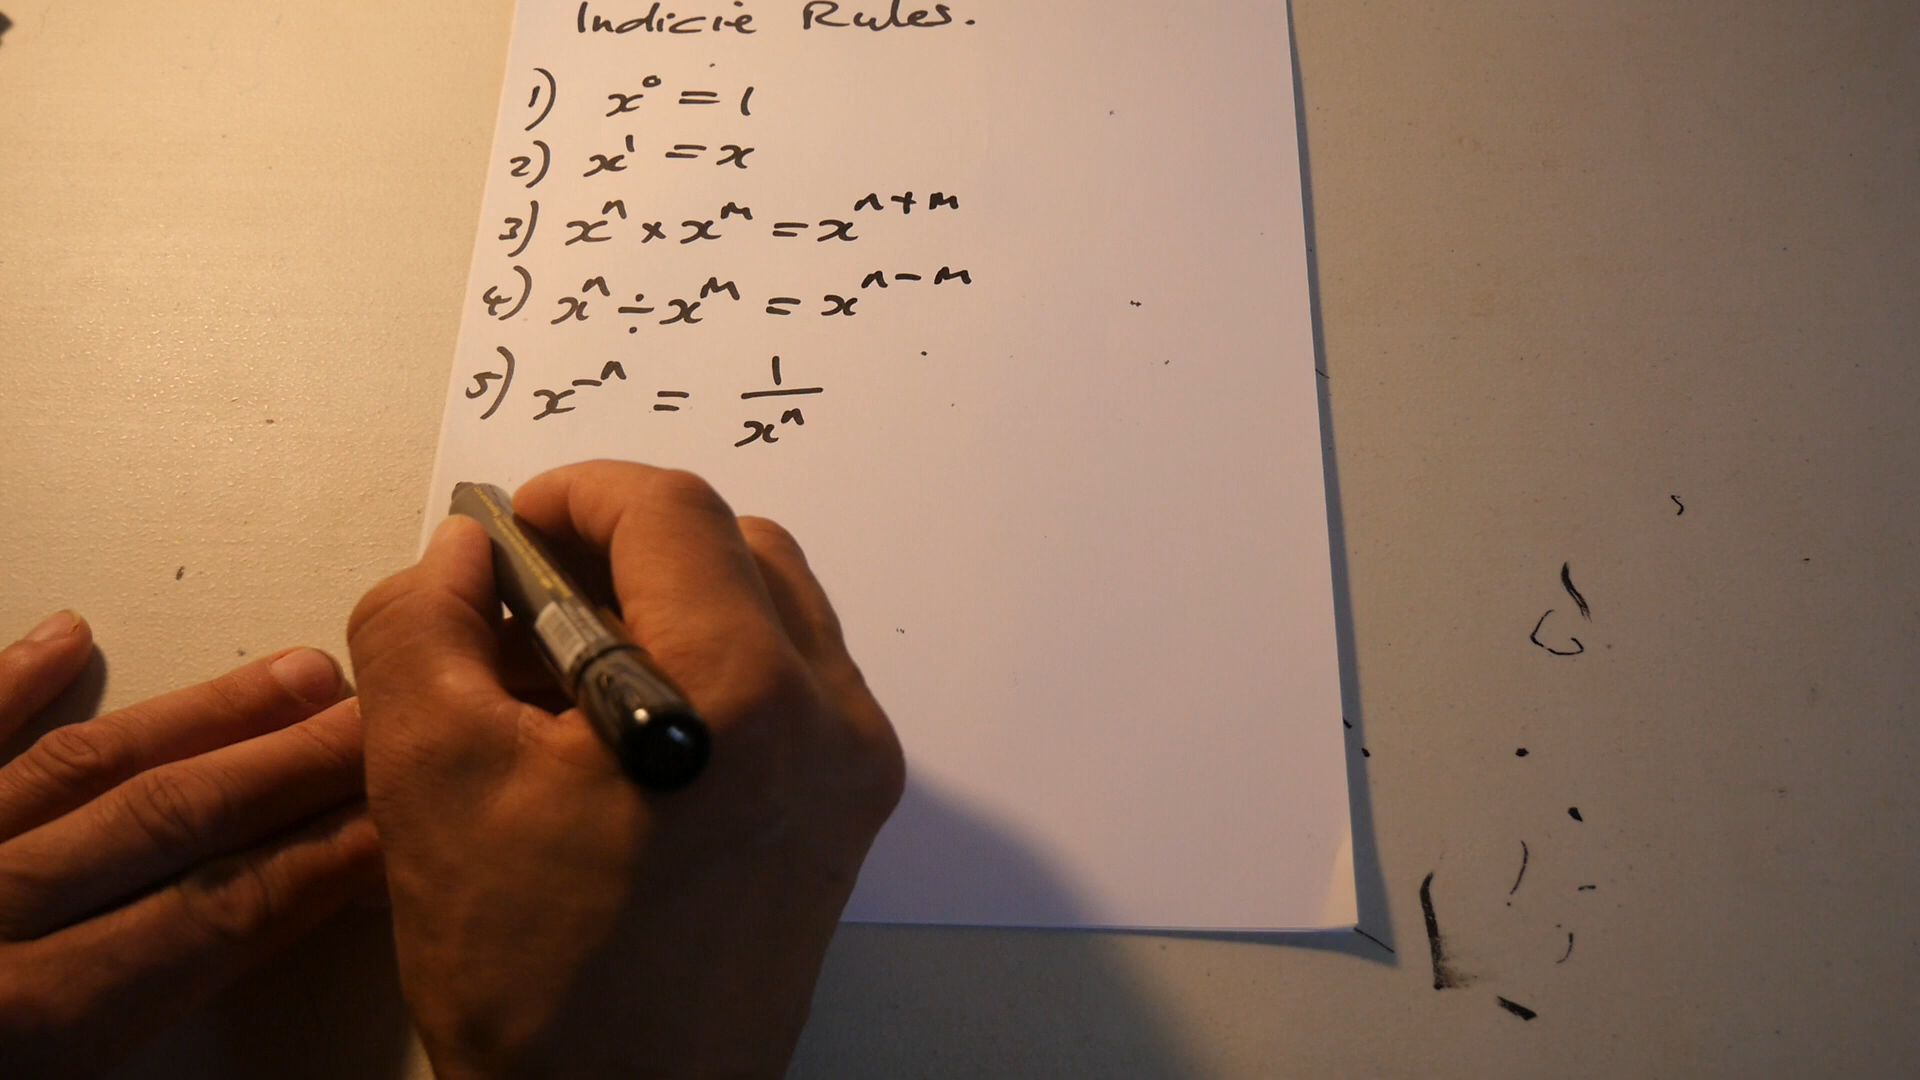 Indicie Rules.
1) x⁰ = 1
2) x¹ = x
3) xⁿ × xᵐ = xⁿ⁺ᵐ
4) xⁿ ÷ xᵐ = xⁿ⁻ᵐ
5) x⁻ⁿ = 1/xⁿ